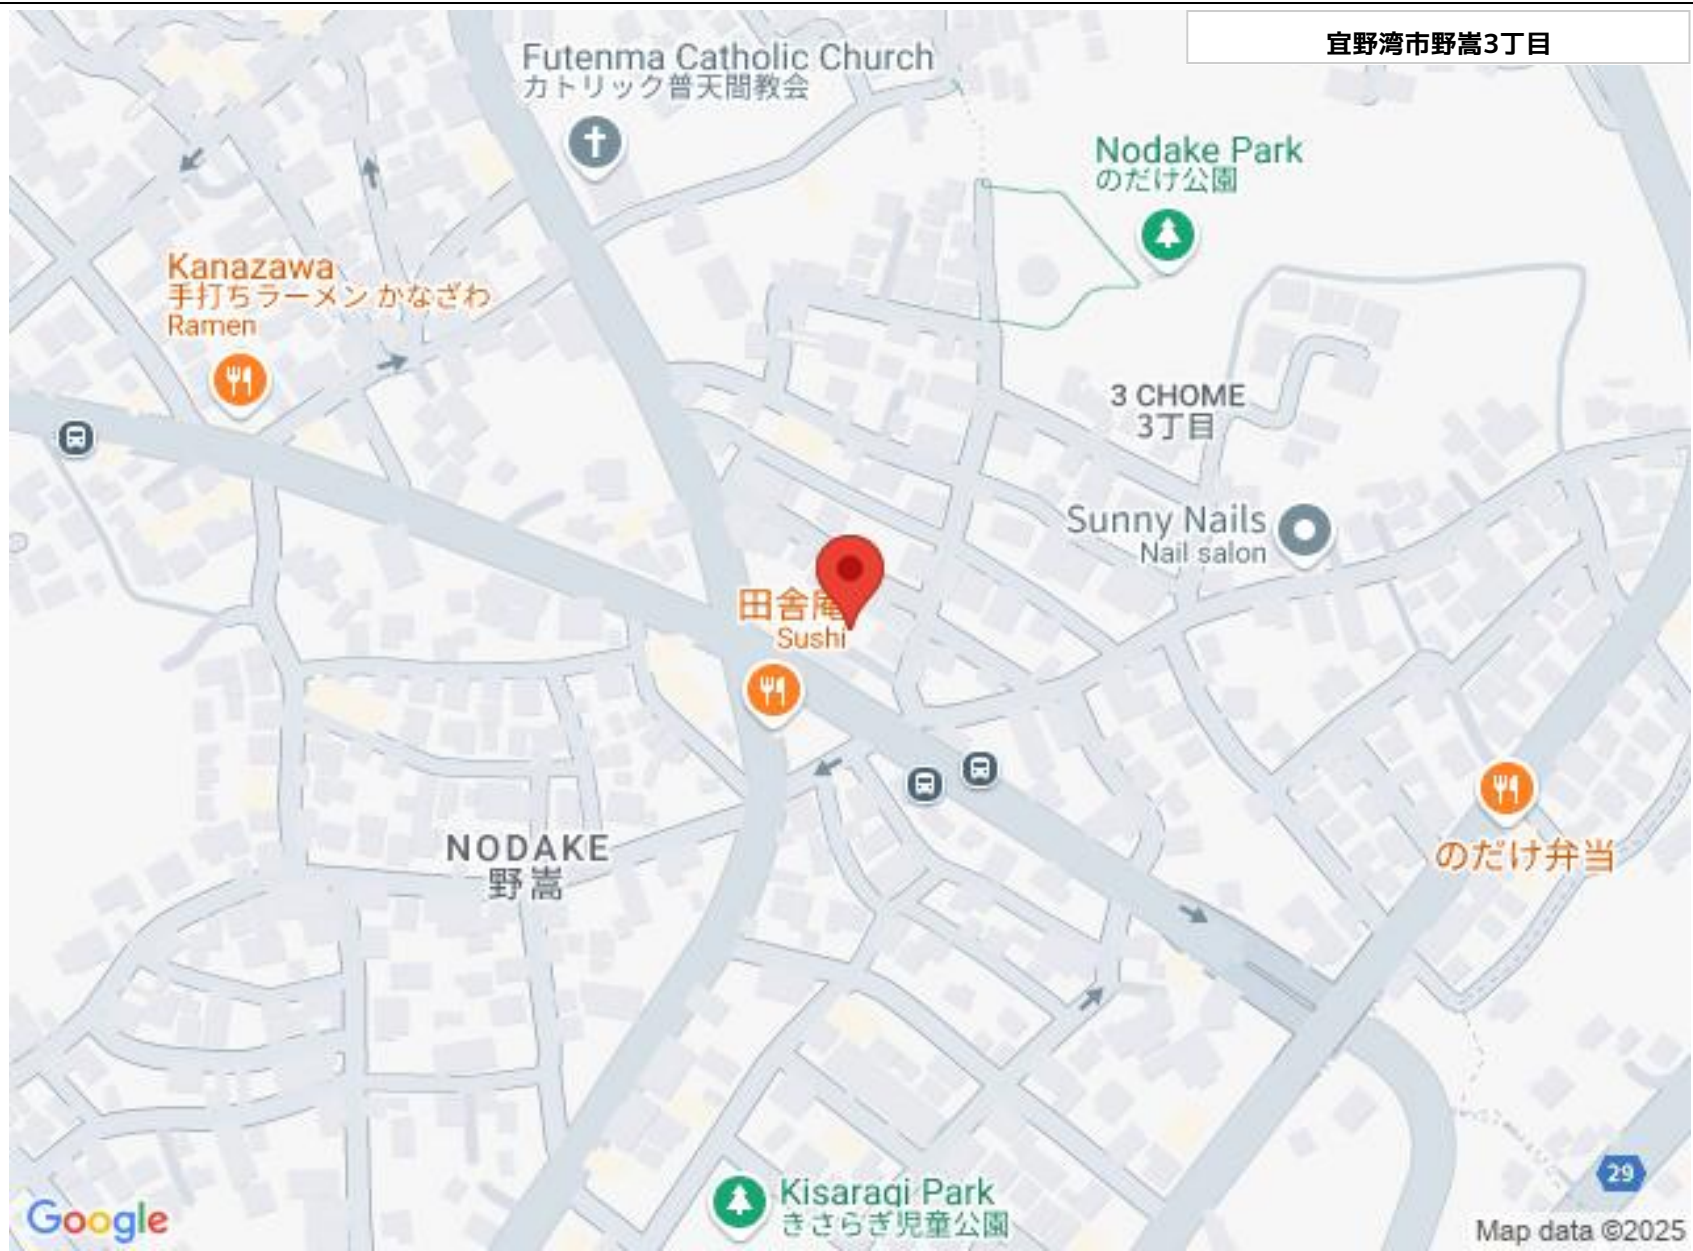 宜野湾市野嵩3丁目
Futenma Catholic Church
カトリック普天間教会
Nodake Park
のだけ公園
Kanazawa
手打ちラーメン かなざわ
Ramen
3 CHOME
3丁目
Sunny Nails
Nail salon
田舎庵
Sushi
NODAKE
野嵩
のだけ弁当
29
Kisaragi Park
きさらぎ児童公園
Google
Map data ©2025